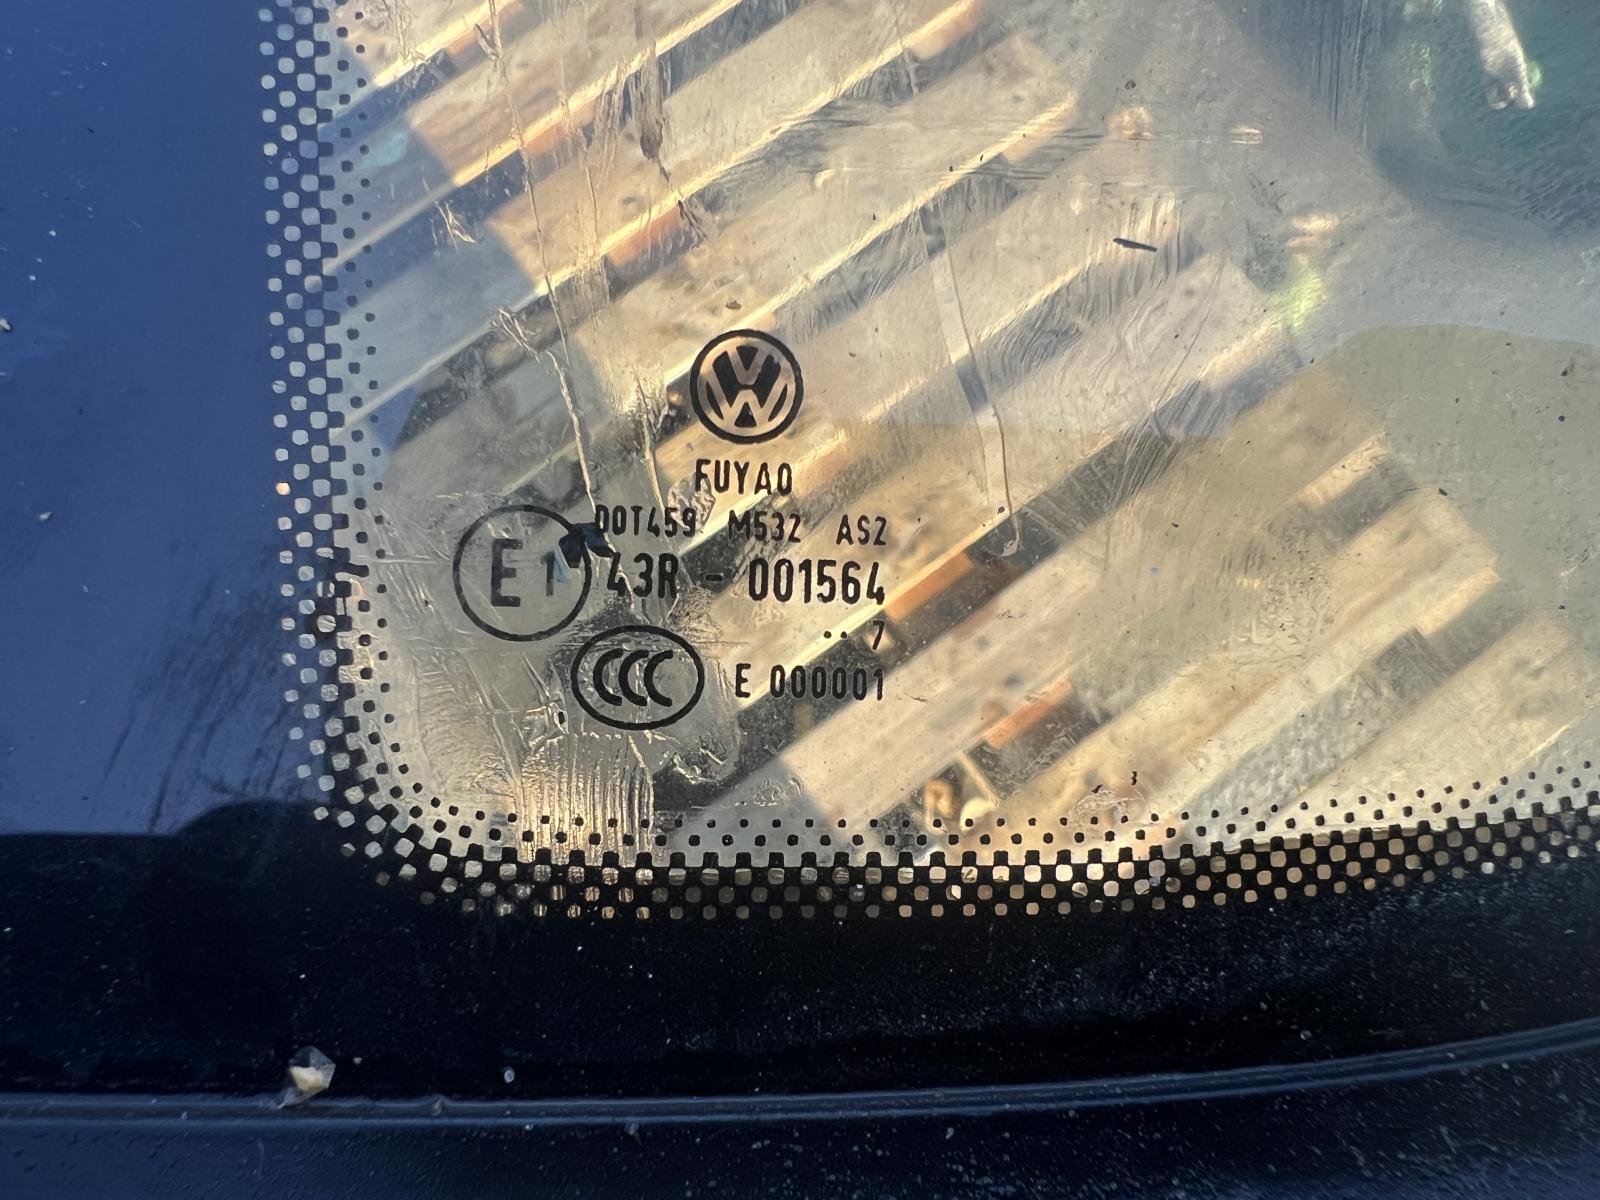 FUYAO
DOT459 M532 AS2
E1 43R - 001564
•• 7
CCC E 000001